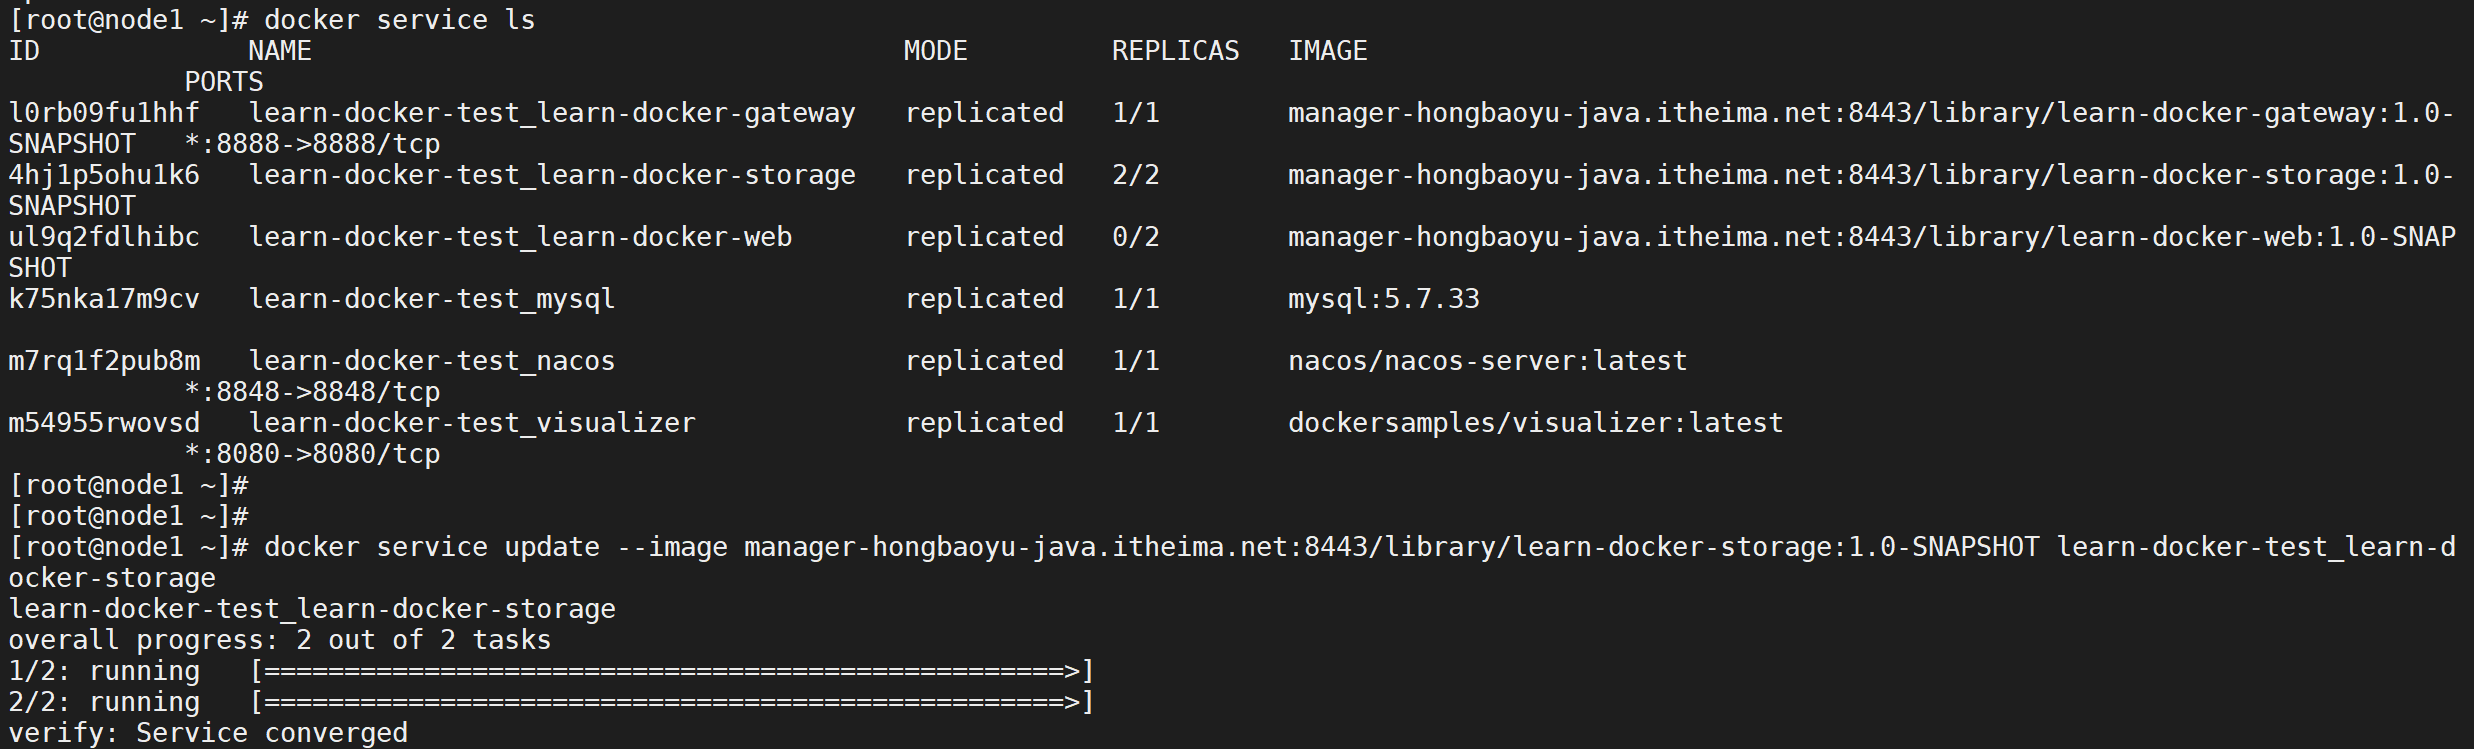 [root@node1 ~]# docker service ls
ID             NAME                                     MODE         REPLICAS   IMAGE
           PORTS
l0rb09fu1hhf   learn-docker-test_learn-docker-gateway   replicated   1/1        manager-hongbaoyu-java.itheima.net:8443/library/learn-docker-gateway:1.0-
SNAPSHOT   *:8888->8888/tcp
4hj1p5ohu1k6   learn-docker-test_learn-docker-storage   replicated   2/2        manager-hongbaoyu-java.itheima.net:8443/library/learn-docker-storage:1.0-
SNAPSHOT
ul9q2fdlhibc   learn-docker-test_learn-docker-web       replicated   0/2        manager-hongbaoyu-java.itheima.net:8443/library/learn-docker-web:1.0-SNAP
SHOT
k75nka17m9cv   learn-docker-test_mysql                  replicated   1/1        mysql:5.7.33
m7rq1f2pub8m   learn-docker-test_nacos                  replicated   1/1        nacos/nacos-server:latest
           *:8848->8848/tcp
m54955rwovsd   learn-docker-test_visualizer             replicated   1/1        dockersamples/visualizer:latest
           *:8080->8080/tcp
[root@node1 ~]#
[root@node1 ~]#
[root@node1 ~]# docker service update --image manager-hongbaoyu-java.itheima.net:8443/library/learn-docker-storage:1.0-SNAPSHOT learn-docker-test_learn-d
ocker-storage
learn-docker-test_learn-docker-storage
overall progress: 2 out of 2 tasks
1/2: running   [==================================================>]
2/2: running   [==================================================>]
verify: Service converged